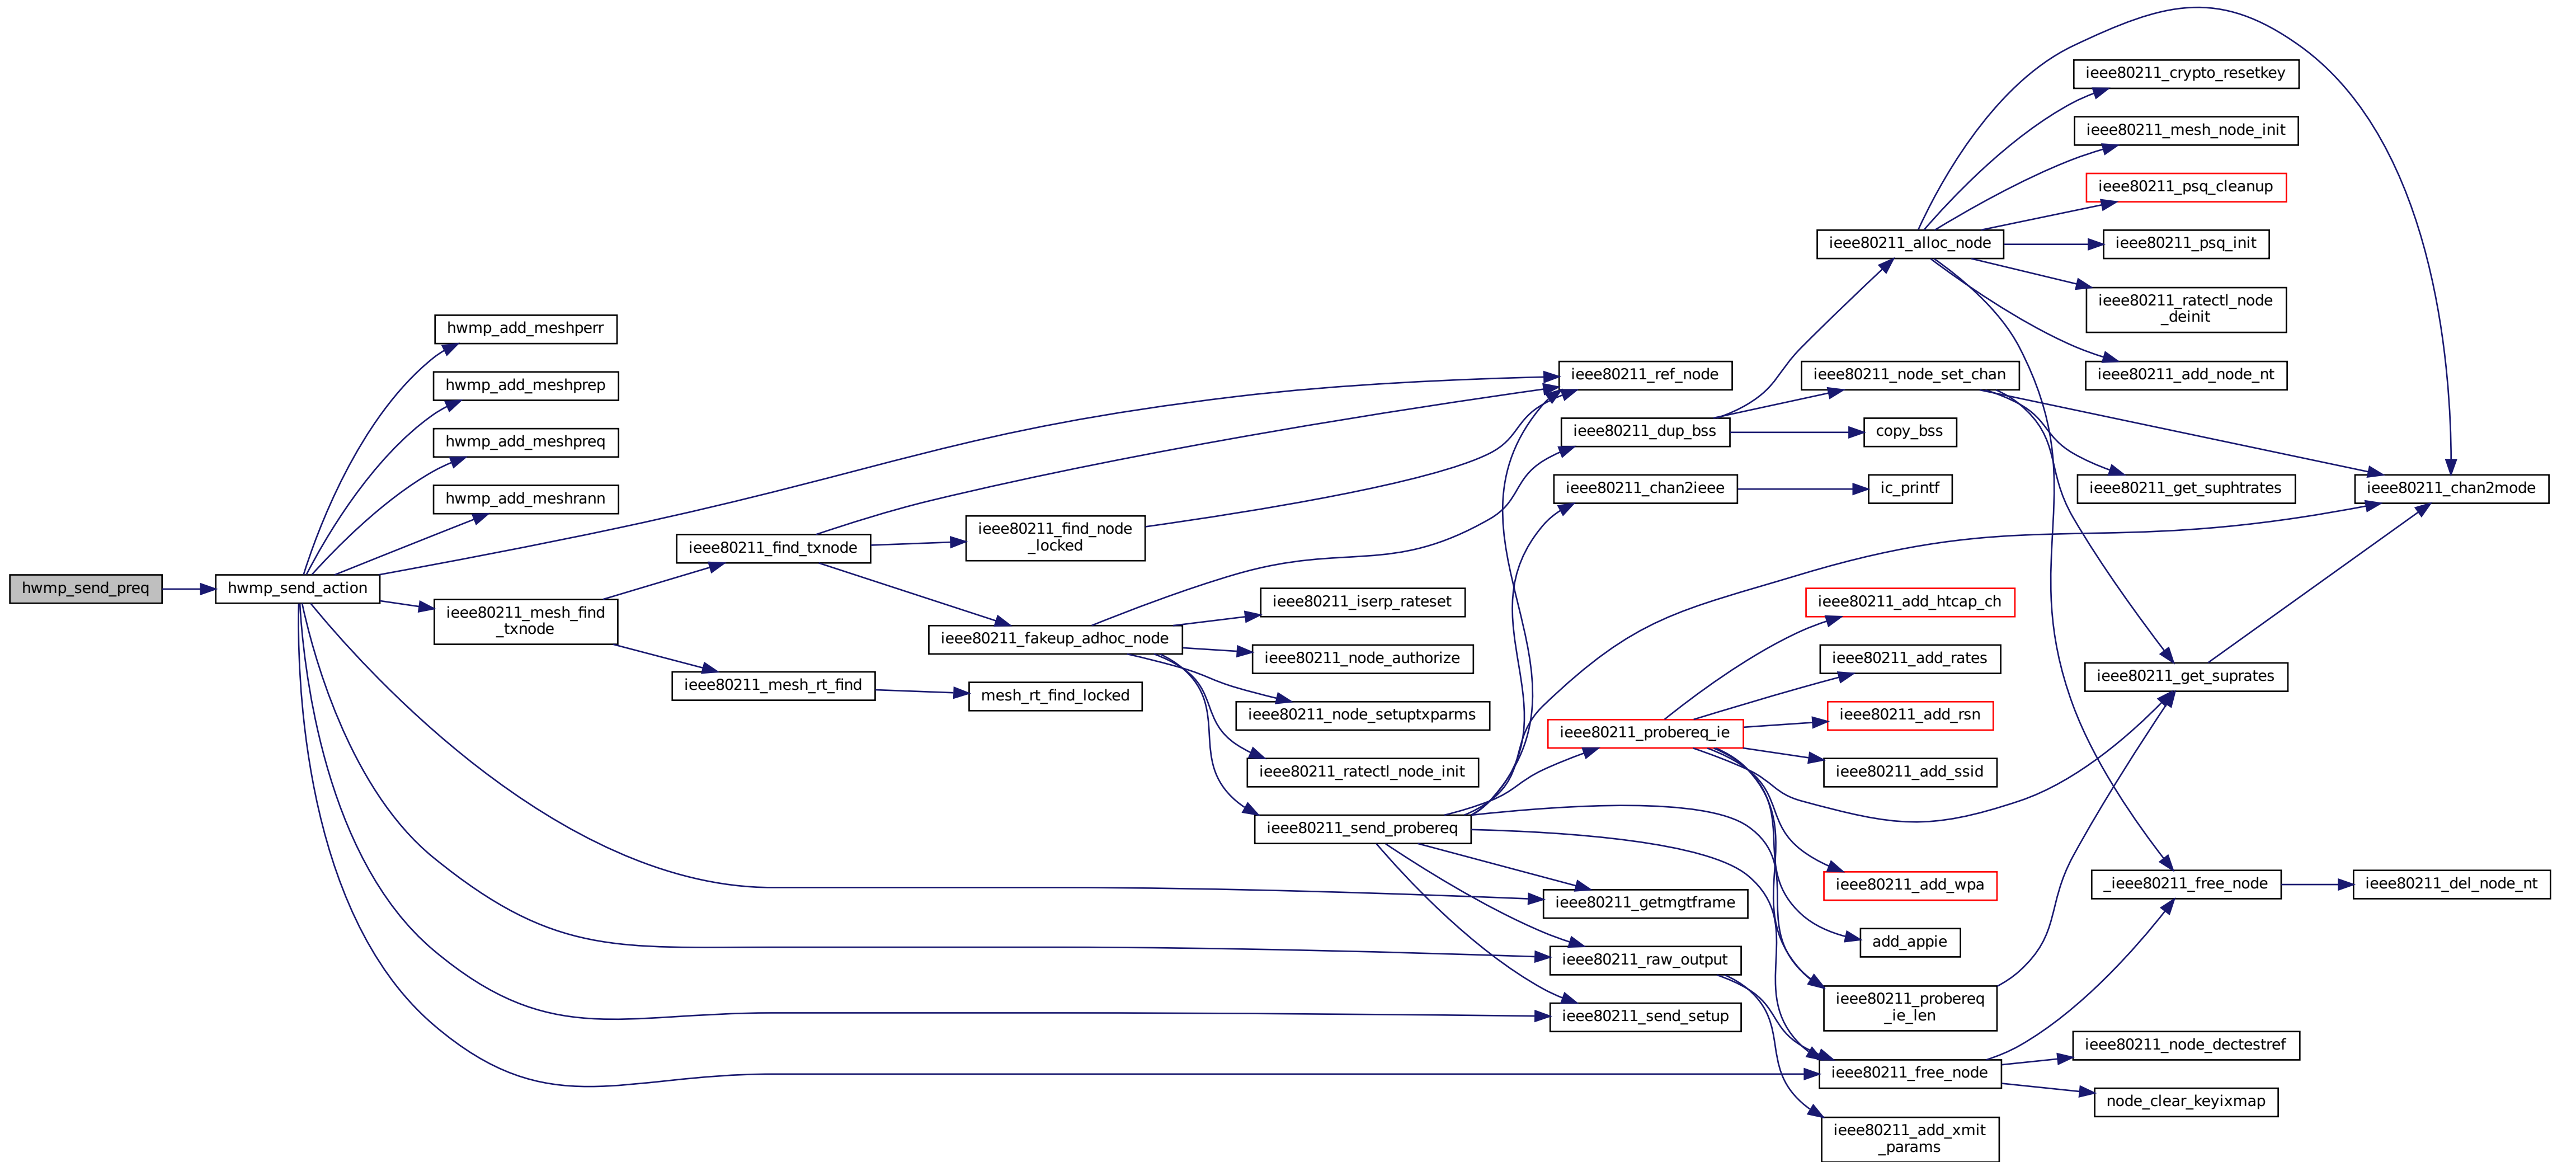 hwmp_send_preq
hwmp_send_action
hwmp_add_meshperr
hwmp_add_meshprep
hwmp_add_meshpreq
hwmp_add_meshrann
ieee80211_mesh_find
_txnode
ieee80211_find_txnode
ieee80211_mesh_rt_find
ieee80211_find_node
_locked
ieee80211_fakeup_adhoc_node
mesh_rt_find_locked
ieee80211_iserp_rateset
ieee80211_node_authorize
ieee80211_node_setuptxparms
ieee80211_ratectl_node_init
ieee80211_send_probereq
ieee80211_ref_node
ieee80211_dup_bss
ieee80211_chan2ieee
ieee80211_probereq_ie
ieee80211_getmgtframe
ieee80211_raw_output
ieee80211_send_setup
ieee80211_alloc_node
ieee80211_node_set_chan
copy_bss
ic_printf
ieee80211_add_htcap_ch
ieee80211_add_rates
ieee80211_add_rsn
ieee80211_add_ssid
ieee80211_add_wpa
add_appie
ieee80211_probereq
_ie_len
ieee80211_free_node
ieee80211_add_xmit
_params
ieee80211_crypto_resetkey
ieee80211_mesh_node_init
ieee80211_psq_cleanup
ieee80211_psq_init
ieee80211_ratectl_node
_deinit
ieee80211_add_node_nt
ieee80211_get_suphtrates
ieee80211_get_suprates
_ieee80211_free_node
ieee80211_node_dectestref
node_clear_keyixmap
ieee80211_chan2mode
ieee80211_del_node_nt